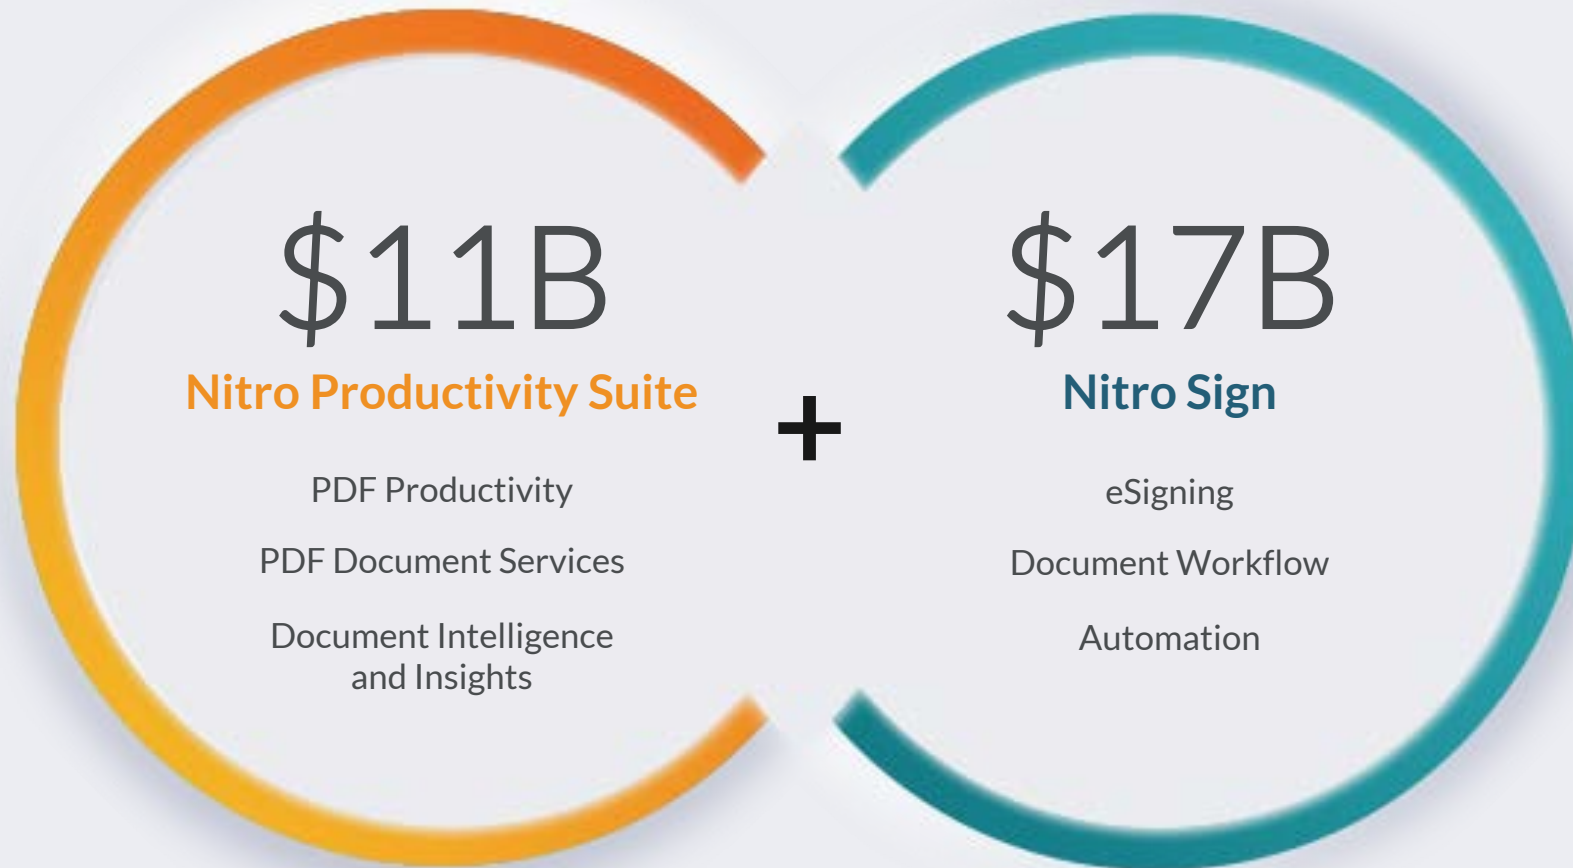 $11B
Nitro Productivity Suite
PDF Productivity
PDF Document Services
Document Intelligence
and Insights
+
$17B
Nitro Sign
eSigning
Document Workflow
Automation